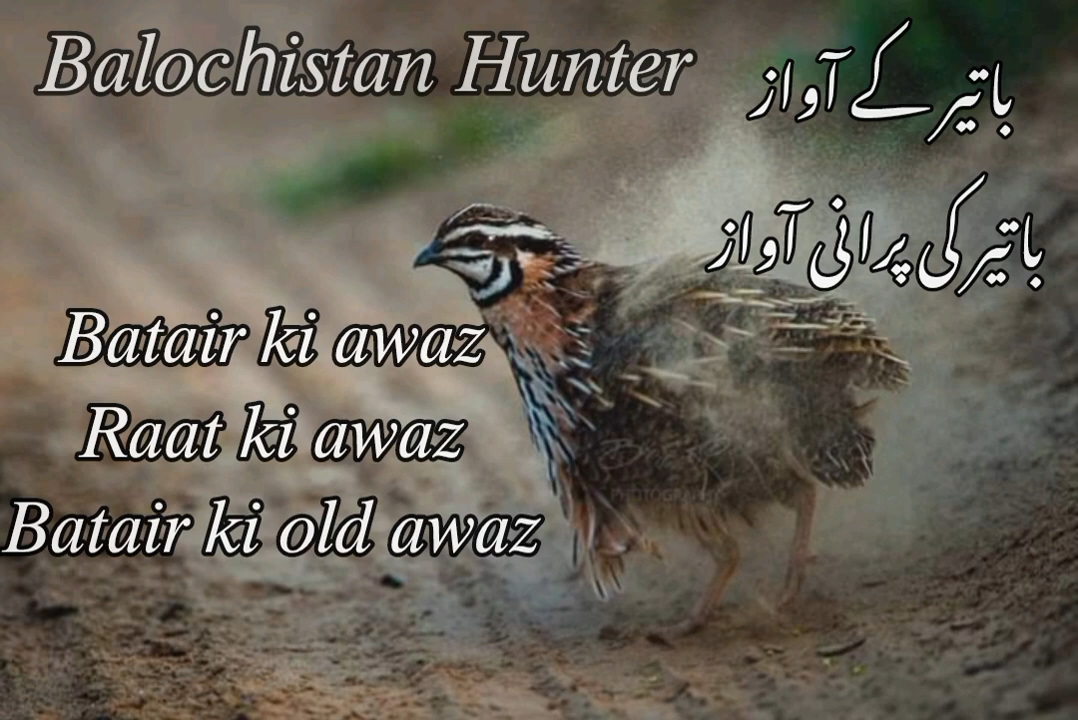 Balochistan Hunter
باتیر کے آواز
باتیر کی پرانی آواز
Batair ki awaz
Raat ki awaz
Batair ki old awaz
PHOTOGRAPHY